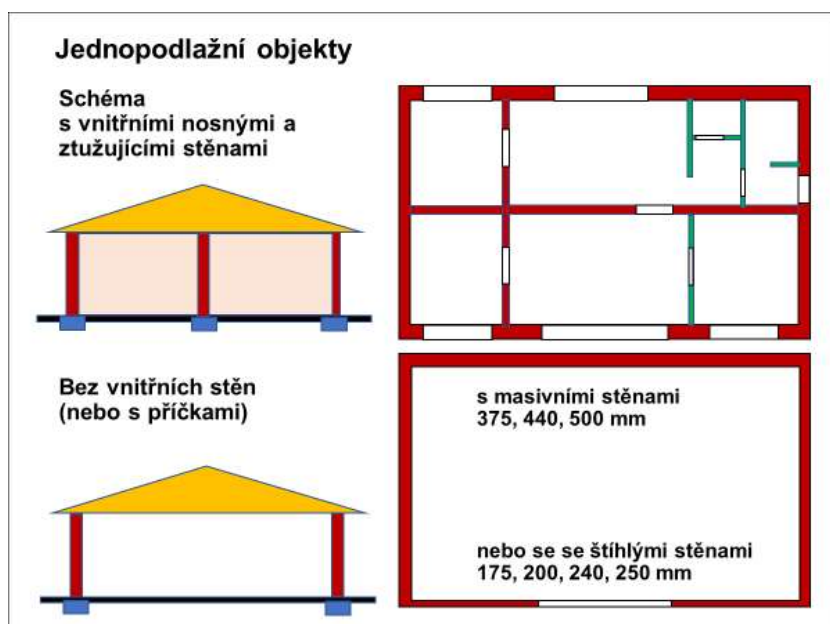 Jednopodlažní objekty
Schéma
s vnitřními nosnými a
ztužujícími stěnami
Bez vnitřních stěn
(nebo s příčkami)
s masivními stěnami
375, 440, 500 mm
nebo se se štíhlými stěnami
175, 200, 240, 250 mm